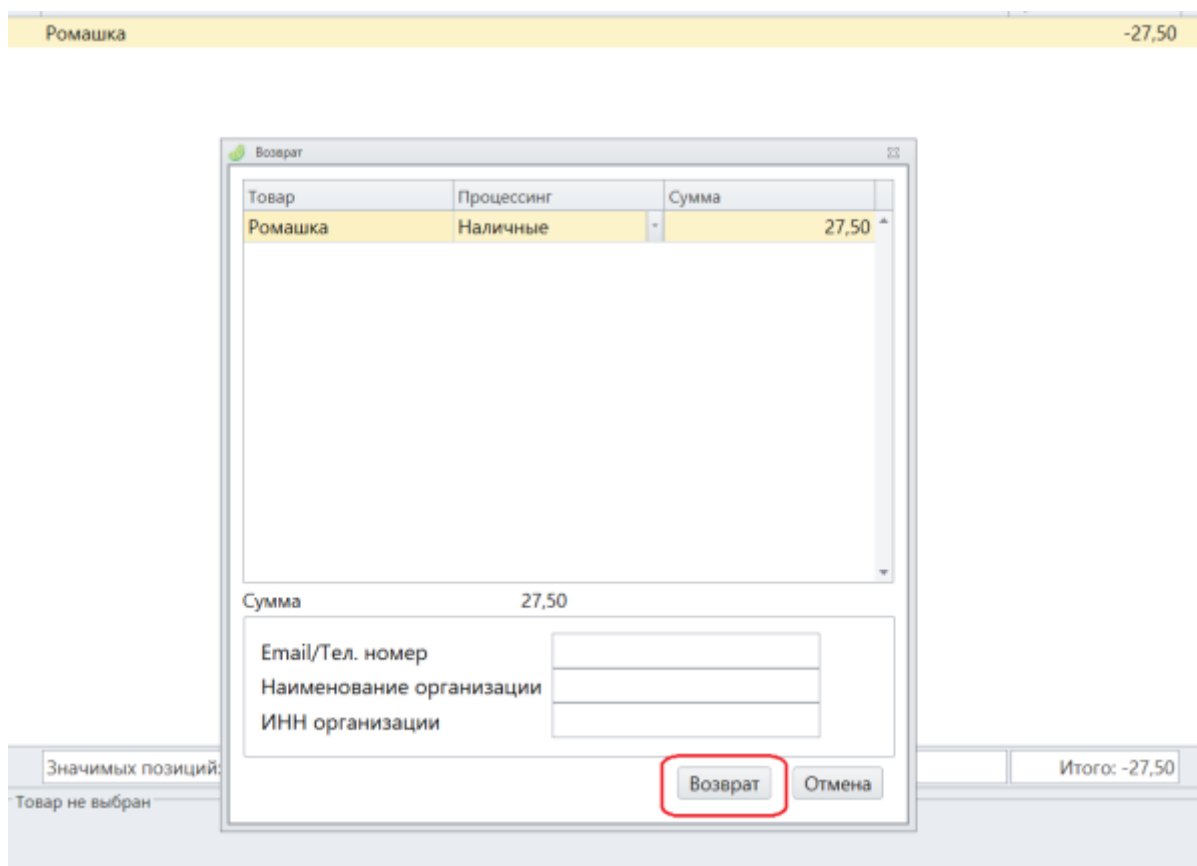 Ромашка -27,50
Возврат
Товар Процессинг Сумма
Ромашка Наличные 27,50
Сумма 27,50
Email/Тел. номер
Наименование организации
ИНН организации
Значимых позиций: Итого: -27,50
Возврат Отмена
Товар не выбран